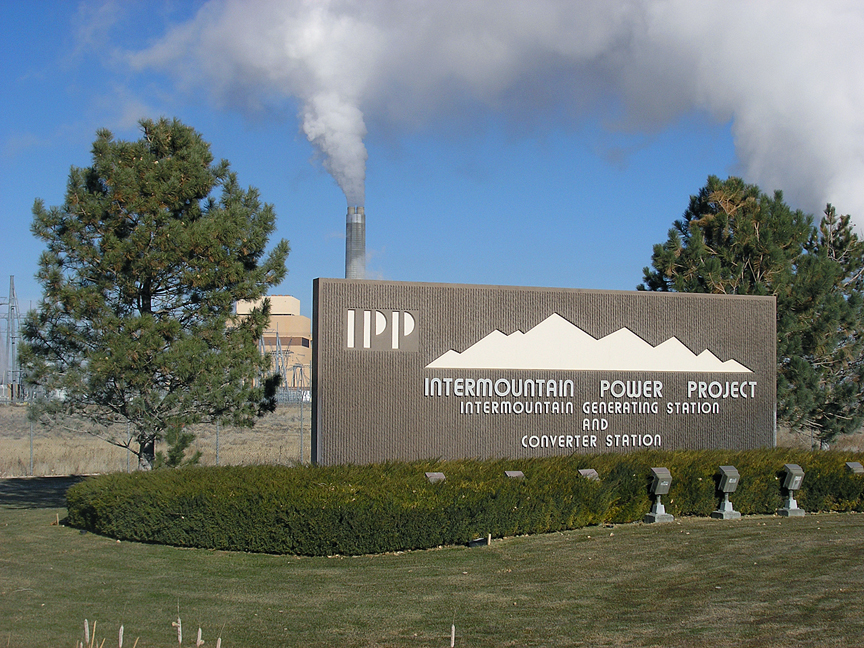 IPP
INTERMOUNTAIN POWER PROJECT
INTERMOUNTAIN GENERATING STATION
AND
CONVERTER STATION